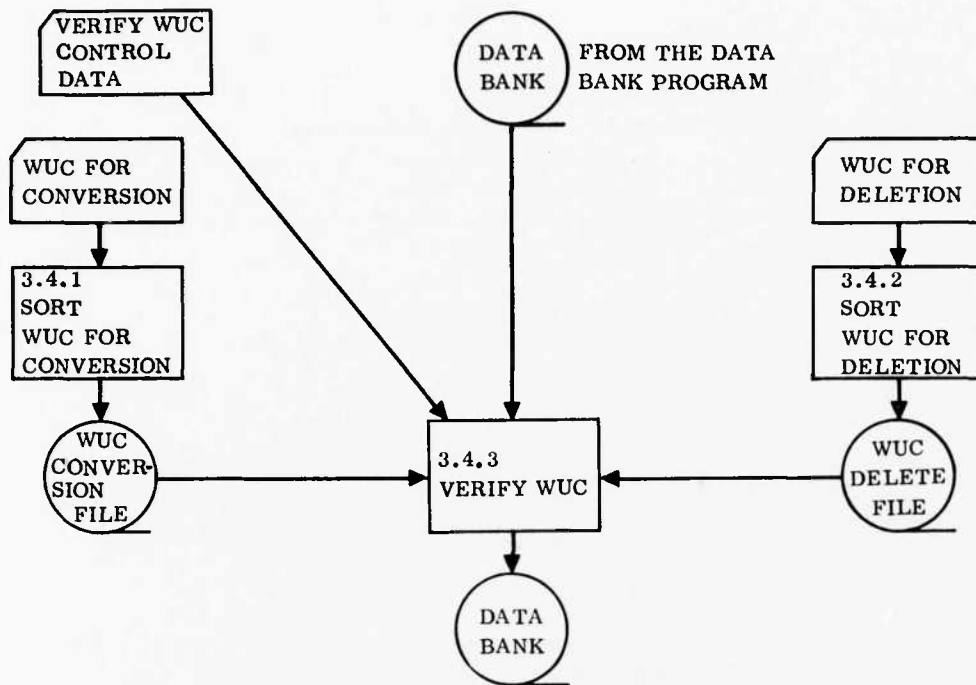 VERIFY WUC
CONTROL
DATA
DATA
BANK
FROM THE DATA
BANK PROGRAM
WUC FOR
CONVERSION
WUC FOR
DELETION
3.4.1
SORT
WUC FOR
CONVERSION
3.4.2
SORT
WUC FOR
DELETION
WUC
CONVER-
SION
FILE
3.4.3
VERIFY WUC
WUC
DELETE
FILE
DATA
BANK